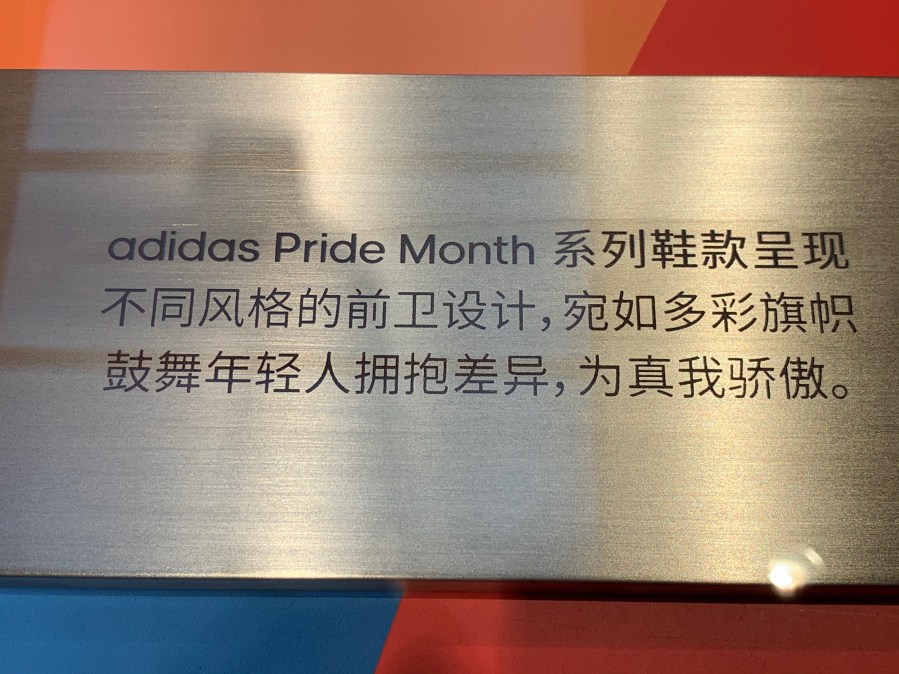 adidas Pride Month 系列鞋款呈现
不同风格的前卫设计，宛如多彩旗帜
鼓舞年轻人拥抱差异，为真我骄傲。